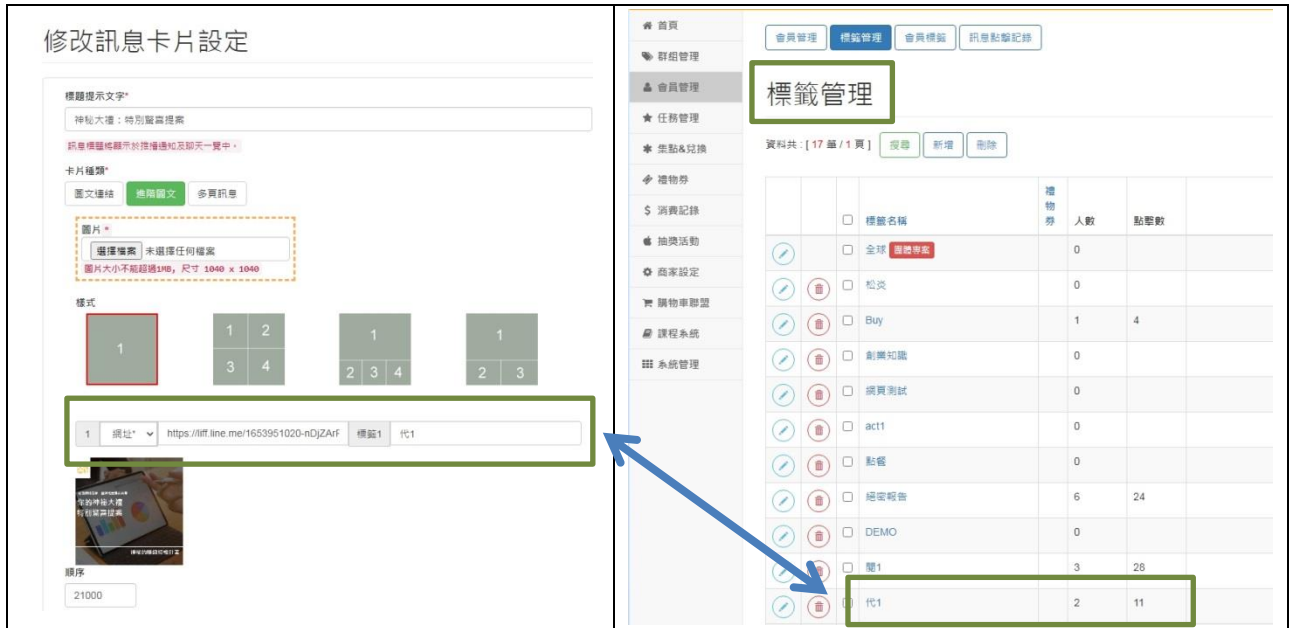 修改訊息卡片設定
標題提示文字*
神秘大禮：特別驚喜提案
訊息標題將顯示於推播通知及聊天一覽中。
卡片種類*
圖文連結 進階圖文 多頁訊息
圖片 *
選擇檔案 未選擇任何檔案
圖片大小不能超過1MB, 尺寸 1040 x 1040
樣式
1
1 2
3 4
1
2 3 4
1
2 3
1 網址* https://liff.line.me/1653951020-nDjZArF 標籤1 代1
你的神秘大禮
特別驚喜提案
順序
21000
首頁
群組管理
會員管理
任務管理
集點&兌換
禮物券
消費記錄
抽獎活動
商家設定
購物車聯盟
課程系統
系統管理
會員管理 標籤管理 會員標籤 訊息點擊記錄
標籤管理
資料共：[ 17 筆 / 1 頁 ] 搜尋 新增 刪除
標籤名稱 禮物券 人數 點擊數
全球 團體專案 0
松炎 0
Buy 1 4
創業知識 0
網頁測試 0
act1 0
點餐 0
絕密報告 6 24
DEMO 0
簡1 3 28
代1 2 11